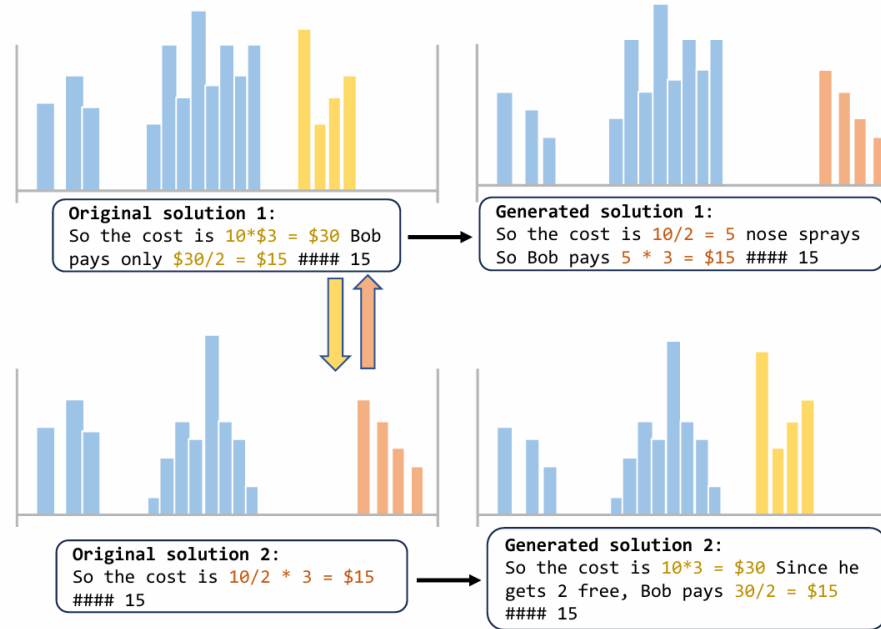 Original solution 1:
So the cost is 10*$3 = $30 Bob
pays only $30/2 = $15 #### 15
Generated solution 1:
So the cost is 10/2 = 5 nose sprays
So Bob pays 5 * 3 = $15 #### 15
Original solution 2:
So the cost is 10/2 * 3 = $15
#### 15
Generated solution 2:
So the cost is 10*3 = $30 Since he
gets 2 free, Bob pays 30/2 = $15
#### 15